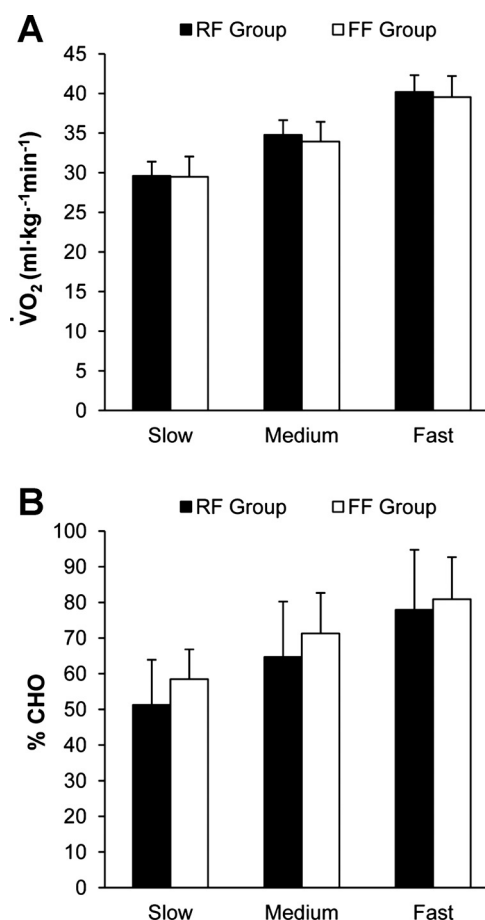 A
RF Group FF Group
45
40
35
30
25
20
15
10
5
0
V̇O₂ (ml·kg·⁻¹min⁻¹)
Slow Medium Fast
B
RF Group FF Group
100
90
80
70
60
50
40
30
20
10
0
% CHO
Slow Medium Fast